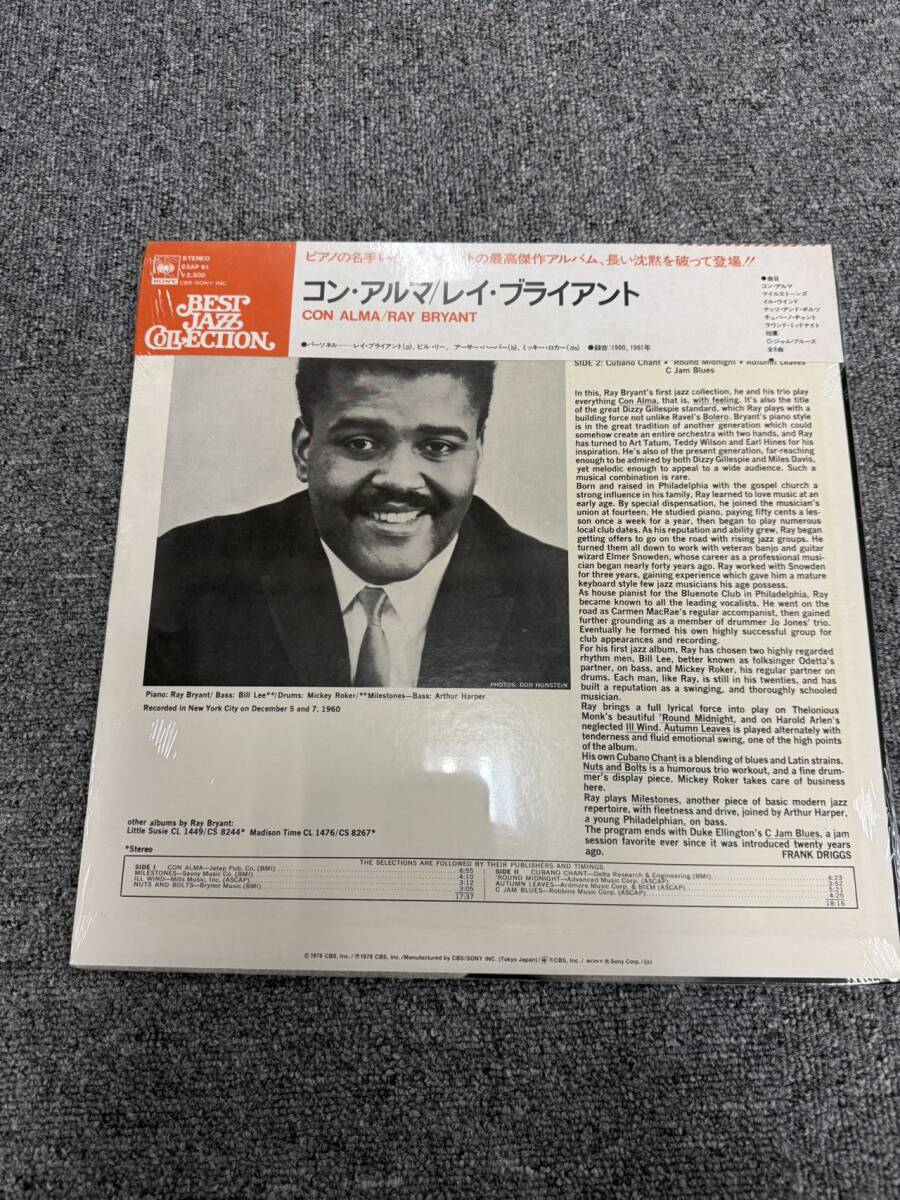 CBS
SONY
STEREO
23AP 91
¥2,300
CBS·SONY INC.
BEST
JAZZ
COLLECTION
ピアノの名手レイ・ の最高傑作アルバム、長い沈黙を破って登場!!
コン・アルマ/レイ・ブライアント
CON ALMA/RAY BRYANT
●パーソネル——レイ・ブライアント(p)、ビル・リー、アーサー・ハーパー(b)、ミッキー・ロカー(ds) ●録音:1960, 1961年
●曲目
コン・アルマ
マイルストーンズ
イル・ウインド
ナッツ・アンド・ボルツ
キュバーノ・チャント
ラウンド・ミッドナイト
枯葉
C・ジャム・ブルース
全8曲
SIDE 2: Cubano Chant • 'Round Midnight • Autumn Leaves
C Jam Blues
In this, Ray Bryant's first jazz collection, he and his trio play
everything Con Alma, that is, with feeling. It's also the title
of the great Dizzy Gillespie standard, which Ray plays with a
building force not unlike Ravel's Bolero. Bryant's piano style
is in the great tradition of another generation which could
somehow create an entire orchestra with two hands, and Ray
has turned to Art Tatum, Teddy Wilson and Earl Hines for his
inspiration. He's also of the present generation, far-reaching
enough to be admired by both Dizzy Gillespie and Miles Davis,
yet melodic enough to appeal to a wide audience. Such a
musical combination is rare.
Born and raised in Philadelphia with the gospel church a
strong influence in his family, Ray learned to love music at an
early age. By special dispensation, he joined the musician's
union at fourteen. He studied piano, paying fifty cents a les-
son once a week for a year, then began to play numerous
local club dates. As his reputation and ability grew, Ray began
getting offers to go on the road with rising jazz groups. He
turned them all down to work with veteran banjo and guitar
wizard Elmer Snowden, whose career as a professional musi-
cian began nearly forty years ago. Ray worked with Snowden
for three years, gaining experience which gave him a mature
keyboard style few jazz musicians his age possess.
As house pianist for the Bluenote Club in Philadelphia, Ray
became known to all the leading vocalists. He went on the
road as Carmen MacRae's regular accompanist, then gained
further grounding as a member of drummer Jo Jones' trio.
Eventually he formed his own highly successful group for
club appearances and recording.
For his first jazz album, Ray has chosen two highly regarded
rhythm men, Bill Lee, better known as folksinger Odetta's
partner, on bass, and Mickey Roker, his regular partner on
drums. Each man, like Ray, is still in his twenties, and has
built a reputation as a swinging, and thoroughly schooled
musician.
Ray brings a full lyrical force into play on Thelonious
Monk's beautiful 'Round Midnight, and on Harold Arlen's
neglected Ill Wind. Autumn Leaves is played alternately with
tenderness and fluid emotional swing, one of the high points
of the album.
His own Cubano Chant is a blending of blues and Latin strains.
Nuts and Bolts is a humorous trio workout, and a fine drum-
mer's display piece. Mickey Roker takes care of business
here.
Ray plays Milestones, another piece of basic modern jazz
repertoire, with fleetness and drive, joined by Arthur Harper,
a young Philadelphian, on bass.
The program ends with Duke Ellington's C Jam Blues, a jam
session favorite ever since it was introduced twenty years
ago.
FRANK DRIGGS
PHOTOS: DON HUNSTEIN
Piano: Ray Bryant/ Bass: Bill Lee**/Drums: Mickey Roker/**Milestones—Bass: Arthur Harper
Recorded in New York City on December 5 and 7, 1960
other albums by Ray Bryant:
Little Susie CL 1449/CS 8244* Madison Time CL 1476/CS 8267*
*Stereo
THE SELECTIONS ARE FOLLOWED BY THEIR PUBLISHERS AND TIMINGS.
SIDE I CON ALMA—Jatap Pub. Co. (BMI) 6:55
MILESTONES—Savoy Music Co. (BMI) 4:10
ILL WIND—Mills Music, Inc. (ASCAP) 3:12
NUTS AND BOLTS—Brynor Music (BMI) 3:05
17:37
SIDE II CUBANO CHANT—Delta Research & Engineering (BMI) 4:23
'ROUND MIDNIGHT—Advanced Music Corp. (ASCAP) 3:52
AUTUMN LEAVES—Ardmore Music Corp. & BIEM (ASCAP) 5:21
C JAM BLUES—Robbins Music Corp. (ASCAP) 4:25
18:16
©1976 CBS, Inc./ ℗1976 CBS, Inc./Manufactured by CBS/SONY INC. (Tokyo Japan)/ ®CBS, Inc./ SONY ® Sony Corp. /(js)